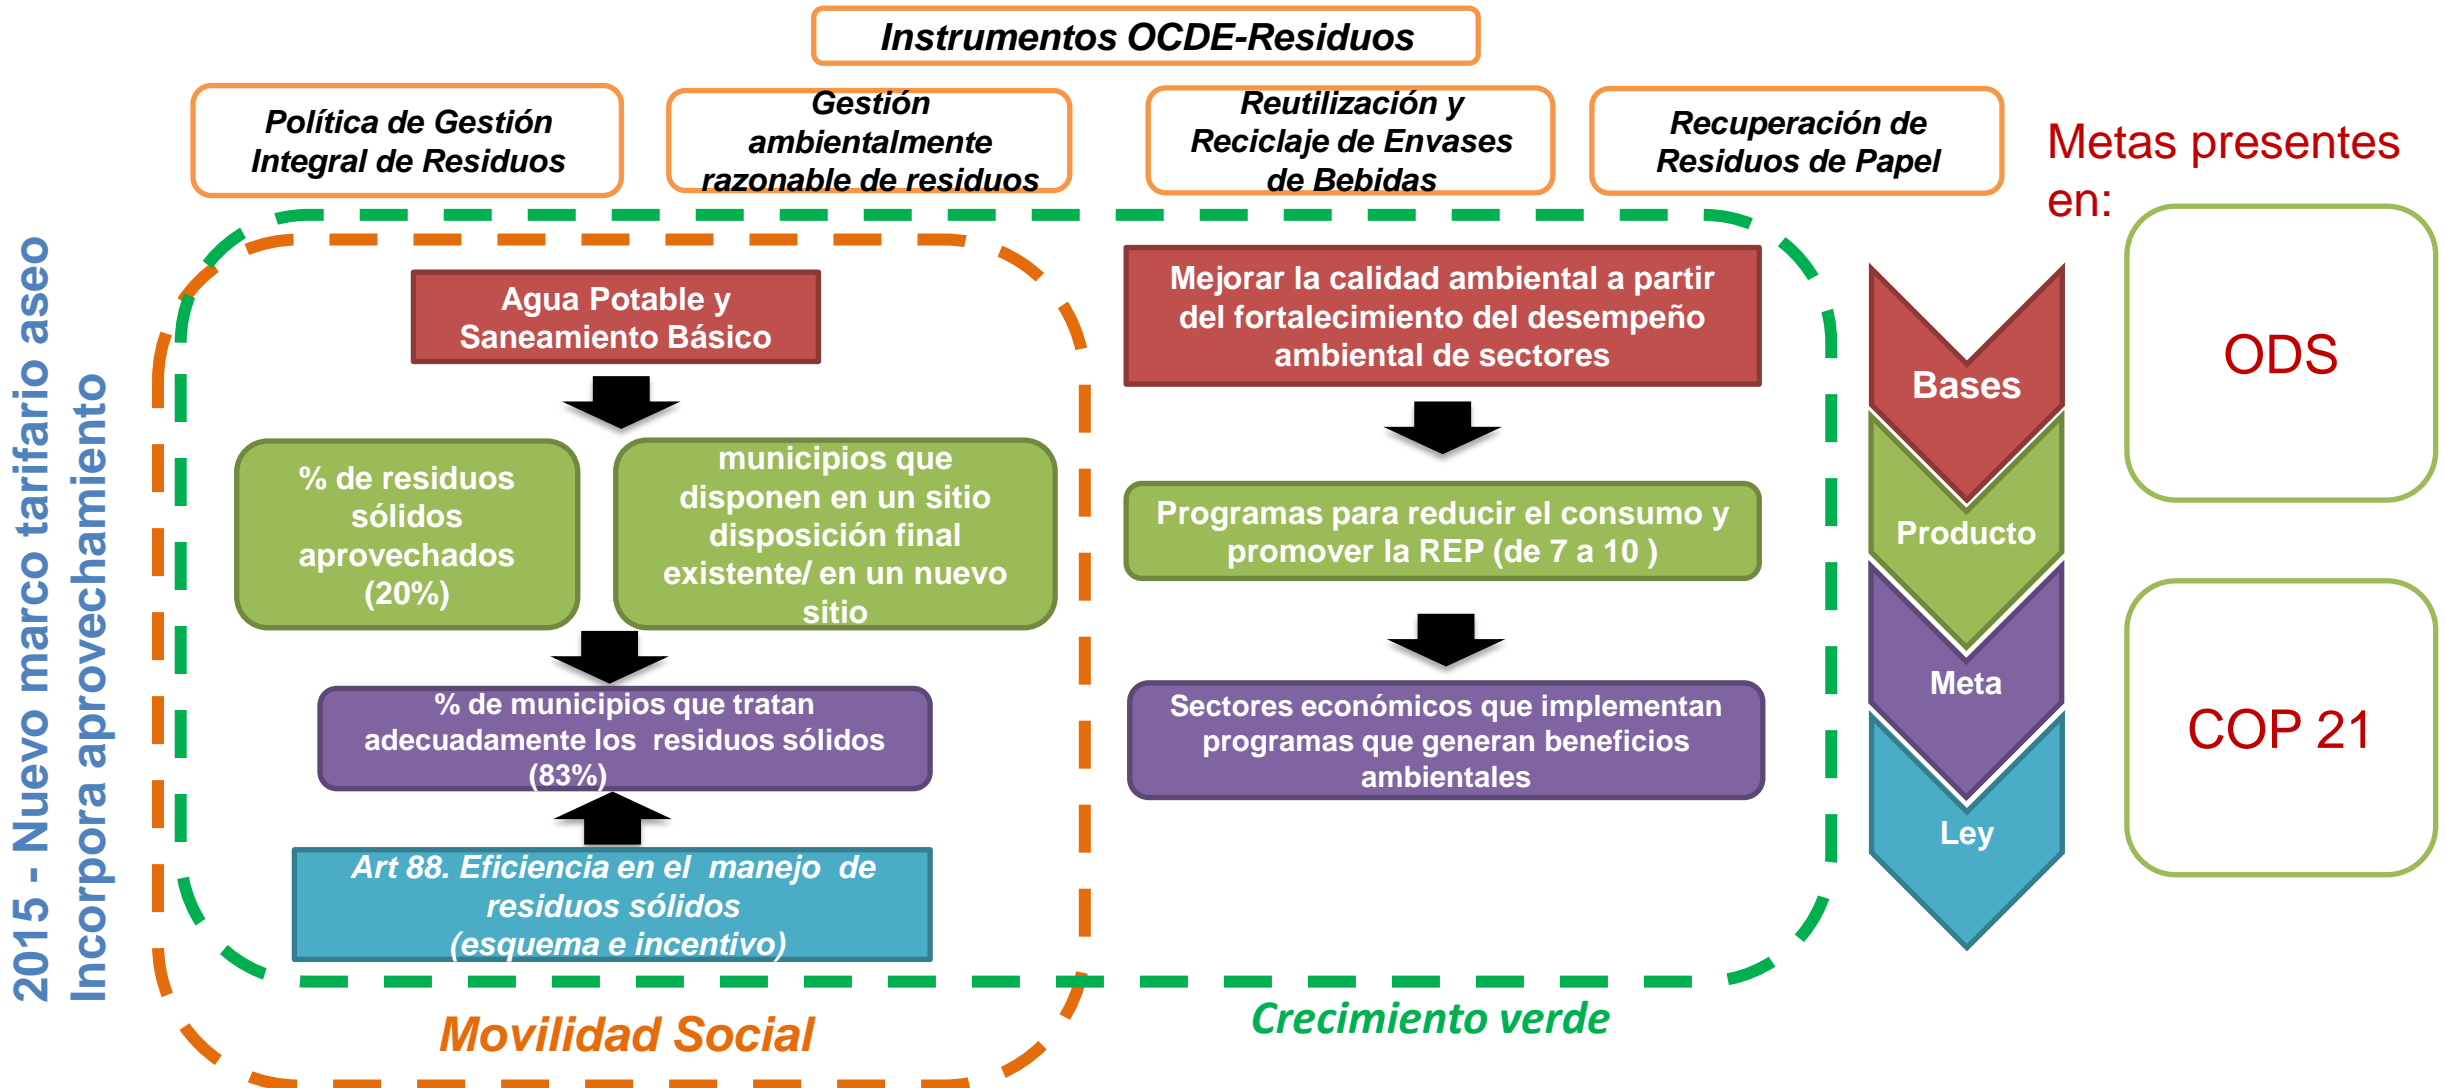 Instrumentos OCDE-Residuos
Política de Gestión
Integral de Residuos
Gestión
ambientalmente
razonable de residuos
Reutilización y
Reciclaje de Envases
de Bebidas
Recuperación de
Residuos de Papel
Metas presentes
en:
2015 - Nuevo marco tarifario aseo
Incorpora aprovechamiento
Agua Potable y
Saneamiento Básico
% de residuos
sólidos
aprovechados
(20%)
municipios que
disponen en un sitio
disposición final
existente/ en un nuevo
sitio
% de municipios que tratan
adecuadamente los residuos sólidos
(83%)
Art 88. Eficiencia en el manejo de
residuos sólidos
(esquema e incentivo)
Movilidad Social
Mejorar la calidad ambiental a partir
del fortalecimiento del desempeño
ambiental de sectores
Programas para reducir el consumo y
promover la REP (de 7 a 10 )
Sectores económicos que implementan
programas que generan beneficios
ambientales
Crecimiento verde
Bases
Producto
Meta
Ley
ODS
COP 21